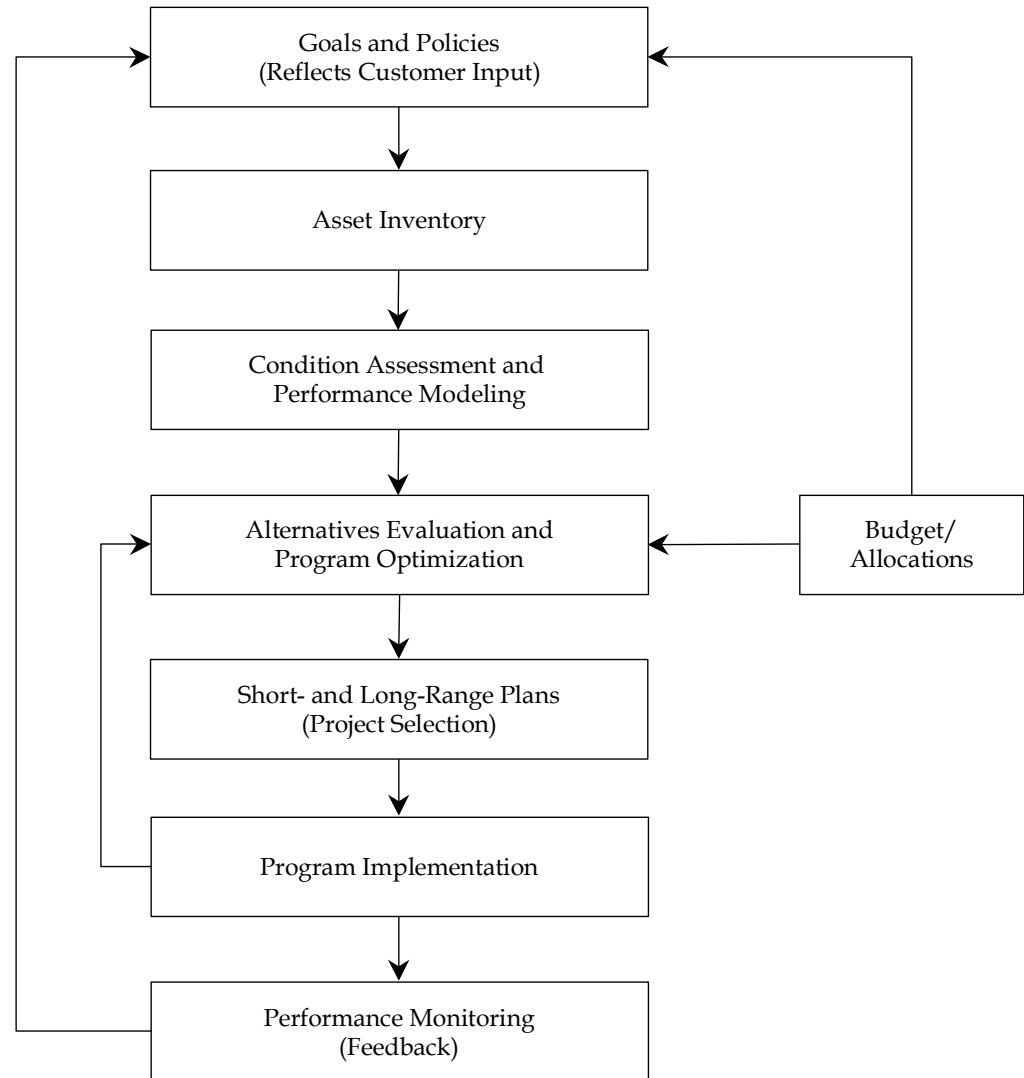 Goals and Policies
(Reflects Customer Input)
Asset Inventory
Condition Assessment and
Performance Modeling
Alternatives Evaluation and
Program Optimization
Budget/
Allocations
Short- and Long-Range Plans
(Project Selection)
Program Implementation
Performance Monitoring
(Feedback)